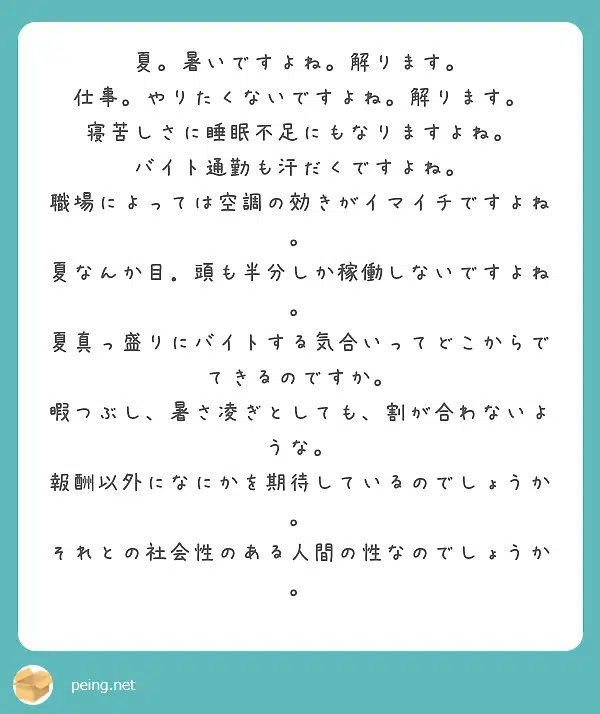 夏。暑いですよね。解ります。
仕事。やりたくないですよね。解ります。
寝苦しさに睡眠不足にもなりますよね。
バイト通勤も汗だくですよね。
職場によっては空調の効きがイマイチですよね
。
夏なんか目．頭も半分しか稼働しないですよね
。
夏真っ盛りにバイトする気合いってどこからで
てきるのですか。
暇つぶし、暑さ凌ぎとしても、割が合わないよ
うな。
報酬以外になにかを期待しているのでしょうか
。
それとの社会性のある人間の性なのでしょうか
。
peing.net